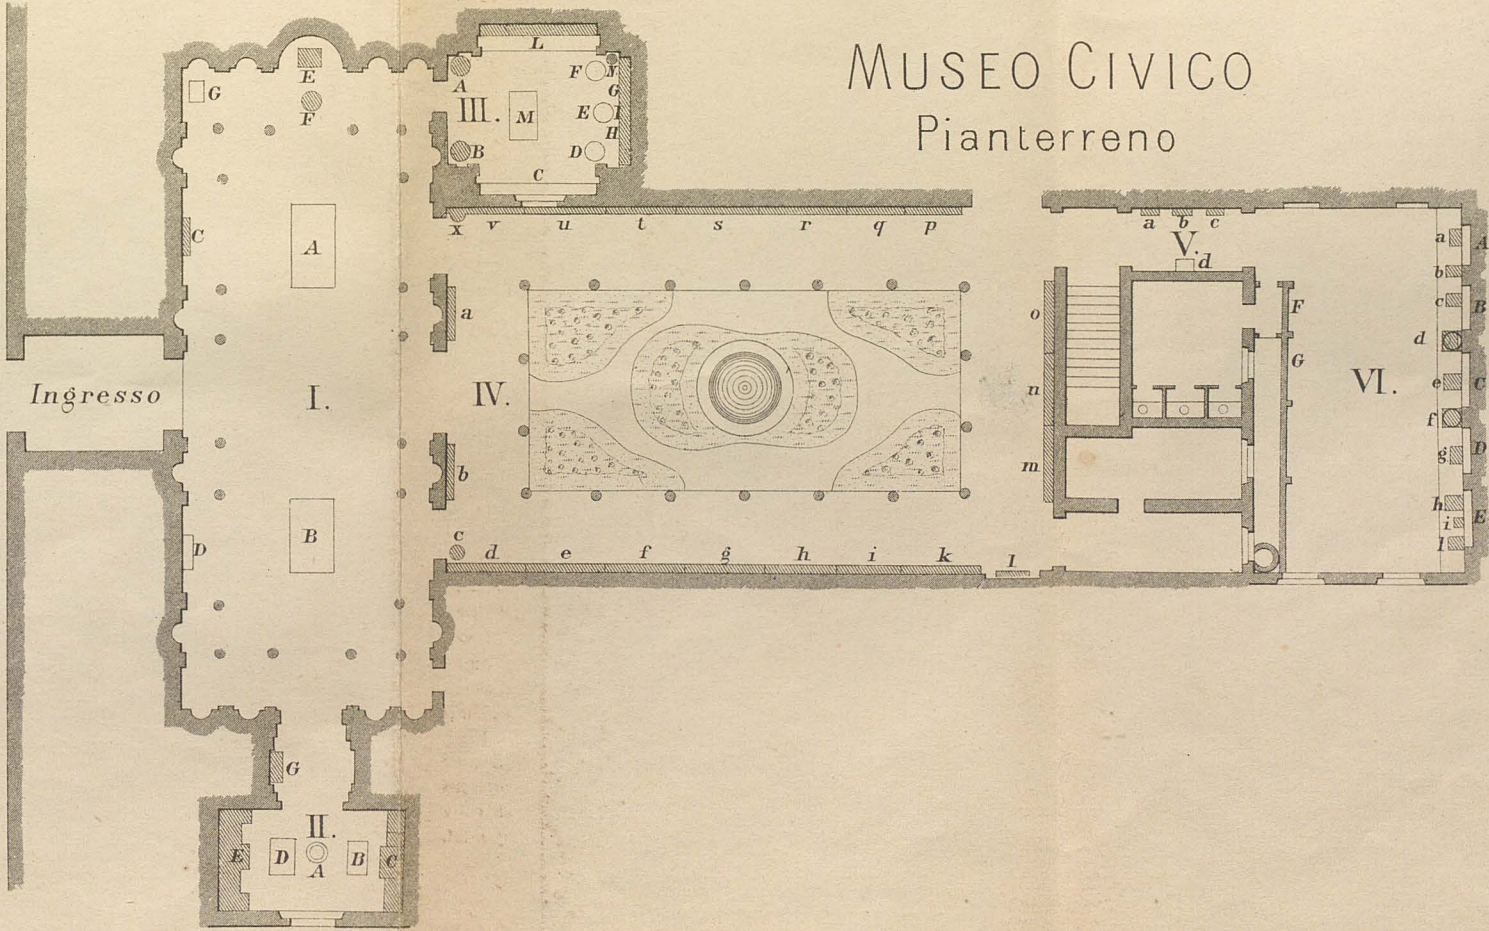 MUSEO CIVICO
Pianterreno
Ingresso
I.
E
G
F
C
A
D
B
II.
G
E
D
A
B
C
III.
L
A
F
N
G
M
E
I
H
B
D
C
IV.
x
v
u
t
s
r
q
p
a
o
n
m
b
c
d
e
f
g
h
i
k
l
V.
a
b
c
d
VI.
F
G
a
A
b
c
B
d
e
C
f
g
D
h
i
E
l